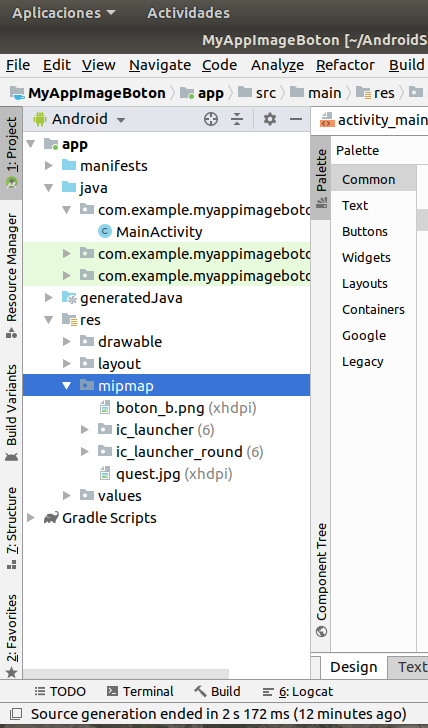 Aplicaciones Actividades
MyAppImageBoton [~/AndroidS
File Edit View Navigate Code Analyze Refactor Build
MyAppImageBoton app src main res
1: Project
Android
app
manifests
java
com.example.myappimageboto
MainActivity
com.example.myappimagebot
com.example.myappimagebot
generatedJava
res
drawable
layout
mipmap
boton_b.png (xhdpi)
ic_launcher (6)
ic_launcher_round (6)
quest.jpg (xhdpi)
values
Gradle Scripts
Resource Manager
Build Variants
7: Structure
2: Favorites
activity_main
Palette
Palette
Common
Text
Buttons
Widgets
Layouts
Containers
Google
Legacy
Component Tree
Design Text
TODO Terminal Build 6: Logcat
Source generation ended in 2 s 172 ms (12 minutes ago)